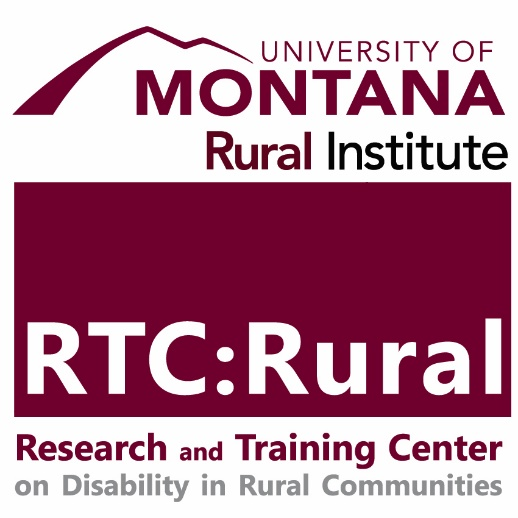 UNIVERSITY OF
MONTANA
Rural Institute
RTC:Rural
Research and Training Center
on Disability in Rural Communities